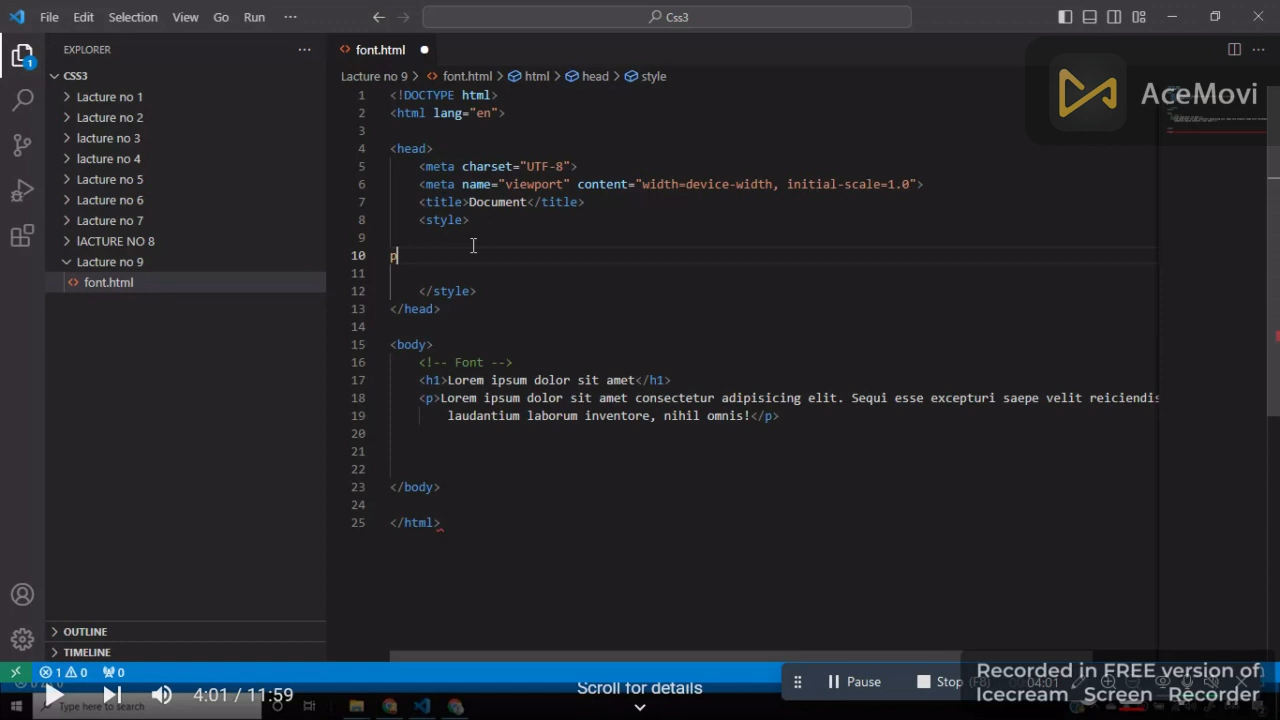 File Edit Selection View Go Run ··· Css3
EXPLORER ···
font.html
AceMovi
CSS3
Lacture no 1
Lacture no 2
lacture no 3
lacture no 4
Lacture no 5
Lacture no 6
Lacture no 7
lACTURE NO 8
Lacture no 9
font.html
OUTLINE
TIMELINE
Lacture no 9 > font.html > html > head > style
1 <!DOCTYPE html>
2 <html lang="en">
3
4 <head>
5 <meta charset="UTF-8">
6 <meta name="viewport" content="width=device-width, initial-scale=1.0">
7 <title>Document</title>
8 <style>
9
10 p
11
12 </style>
13 </head>
14
15 <body>
16 <!-- Font -->
17 <h1>Lorem ipsum dolor sit amet</h1>
18 <p>Lorem ipsum dolor sit amet consectetur adipisicing elit. Sequi esse excepturi saepe velit reiciendis
19 laudantium laborum inventore, nihil omnis!</p>
20
21
22
23 </body>
24
25 </html>
1 0 0
Pause Stop (F8) 04:01
Recorded in FREE version of
Icecream Screen Recorder
4:01 / 11:59
Scroll for details
Type here to search